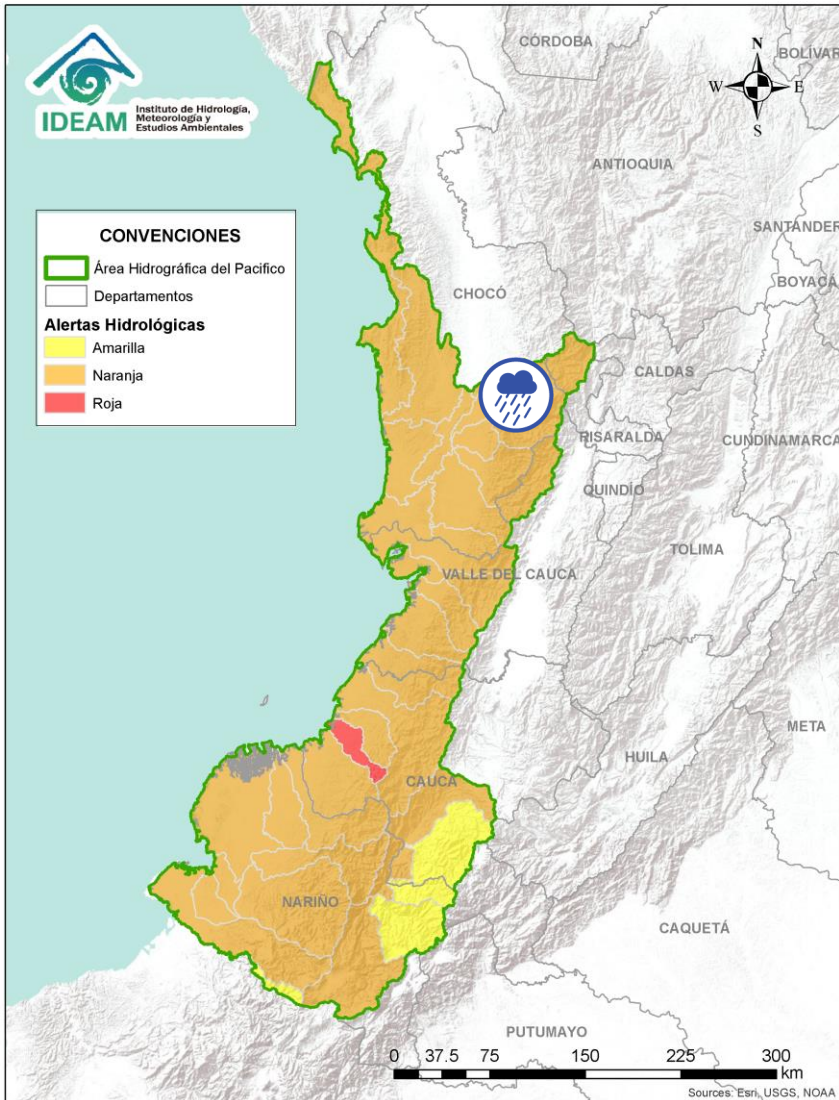 IDEAM
Instituto de Hidrología,
Meteorología y
Estudios Ambientales
CÓRDOBA
BOLÍVAR
N
W
E
S
ANTIOQUIA
SANTANDER
BOYACÁ
CONVENCIONES
Área Hidrográfica del Pacifico
Departamentos
Alertas Hidrológicas
Amarilla
Naranja
Roja
CHOCÓ
CALDAS
RISARALDA
CUNDINAMARCA
QUINDÍO
TOLIMA
VALLE DEL CAUCA
META
HUILA
CAUCA
NARIÑO
CAQUETÁ
PUTUMAYO
0 37.5 75 150 225 300
km
Sources: Esri, USGS, NOAA